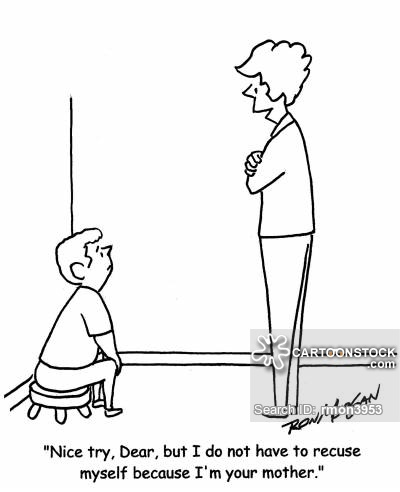 CARTOONSTOCK
.com
Search ID: rmon3953
"Nice try, Dear, but I do not have to recuse
myself because I'm your mother."